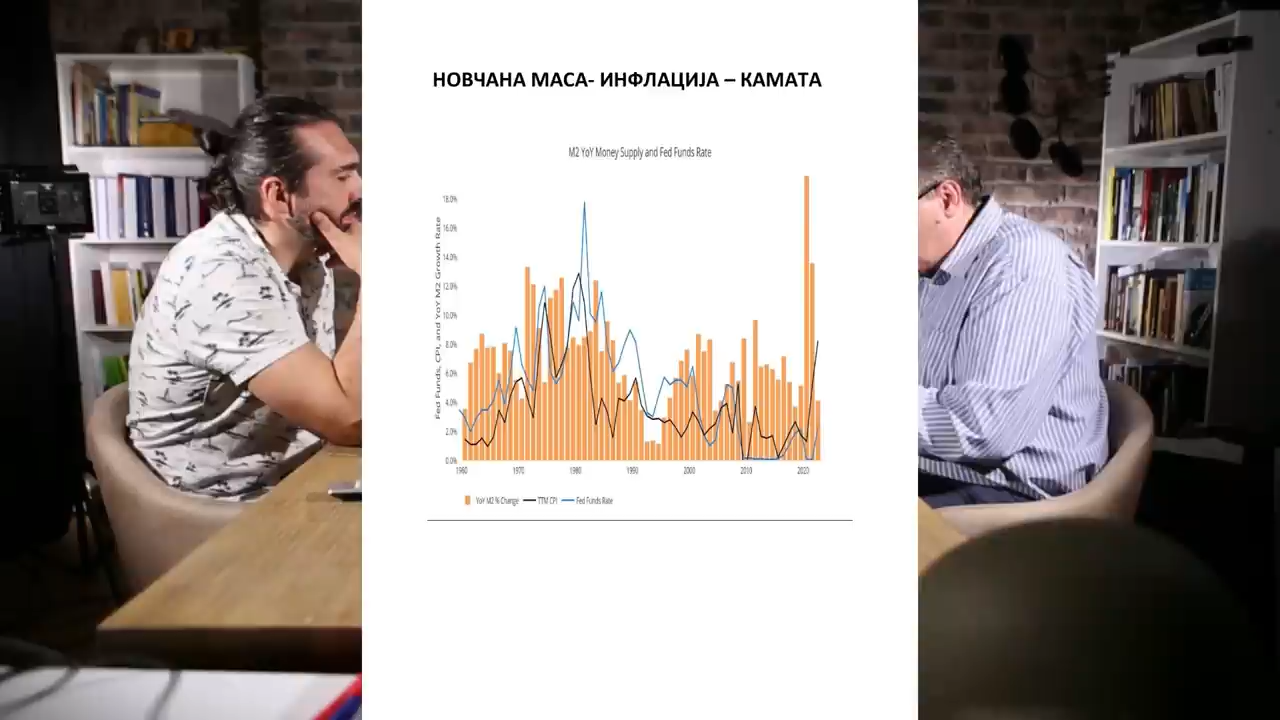 НОВЧАНА МАСА- ИНФЛАЦИЈА – КАМАТА
M2 YoY Money Supply and Fed Funds Rate
Fed Funds, CPI, and YoY M2 Growth Rate
18.0%
16.0%
14.0%
12.0%
10.0%
8.0%
6.0%
4.0%
2.0%
0.0%
1960 1970 1980 1990 2000 2010 2020
YoY M2 % Change TTM CPI Fed Funds Rate